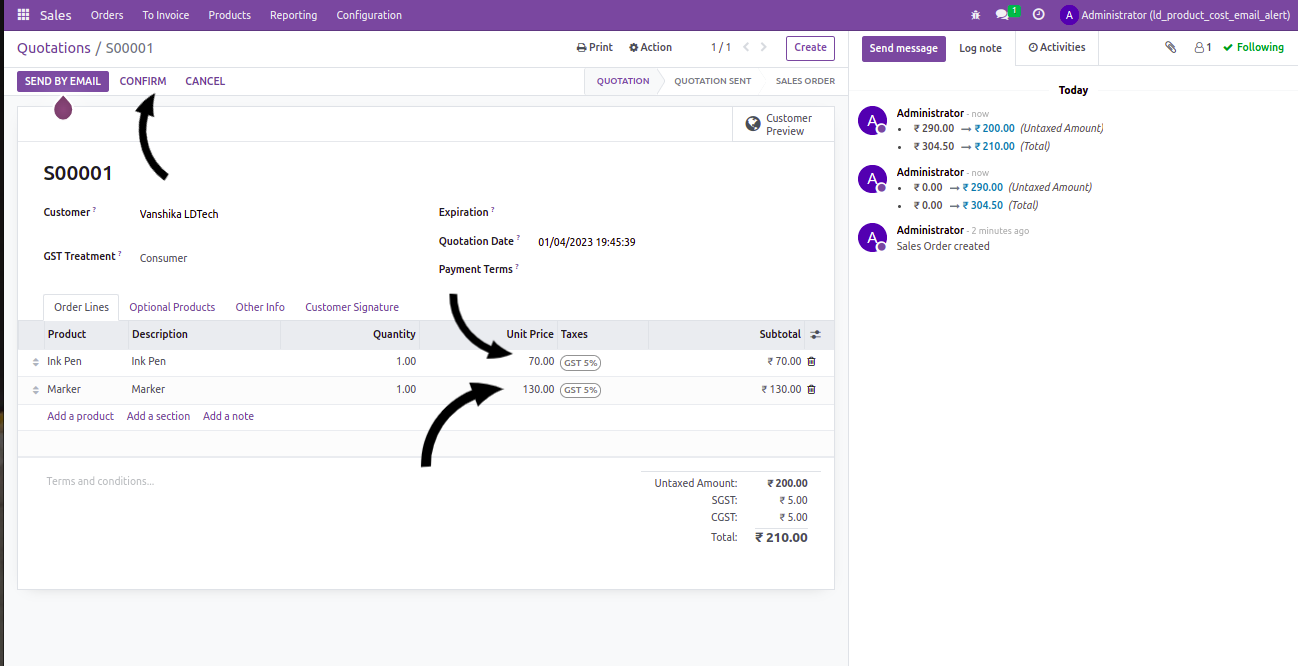 Sales Orders To Invoice Products Reporting Configuration 1 A Administrator (ld_product_cost_email_alert)
Quotations / S00001 Print Action 1 / 1 Create
SEND BY EMAIL CONFIRM CANCEL QUOTATION QUOTATION SENT SALES ORDER
Customer
Preview
S00001
Customer ? Vanshika LDTech
GST Treatment ? Consumer
Expiration ?
Quotation Date ? 01/04/2023 19:45:39
Payment Terms ?
Order Lines Optional Products Other Info Customer Signature
Product Description Quantity Unit Price Taxes Subtotal
Ink Pen Ink Pen 1.00 70.00 GST 5% ₹ 70.00
Marker Marker 1.00 130.00 GST 5% ₹ 130.00
Add a product Add a section Add a note
Terms and conditions...
Untaxed Amount: ₹ 200.00
SGST: ₹ 5.00
CGST: ₹ 5.00
Total: ₹ 210.00
Send message Log note Activities 1 Following
Today
A Administrator - now
• ₹ 290.00 → ₹ 200.00 (Untaxed Amount)
• ₹ 304.50 → ₹ 210.00 (Total)
A Administrator - now
• ₹ 0.00 → ₹ 290.00 (Untaxed Amount)
• ₹ 0.00 → ₹ 304.50 (Total)
A Administrator - 2 minutes ago
Sales Order created